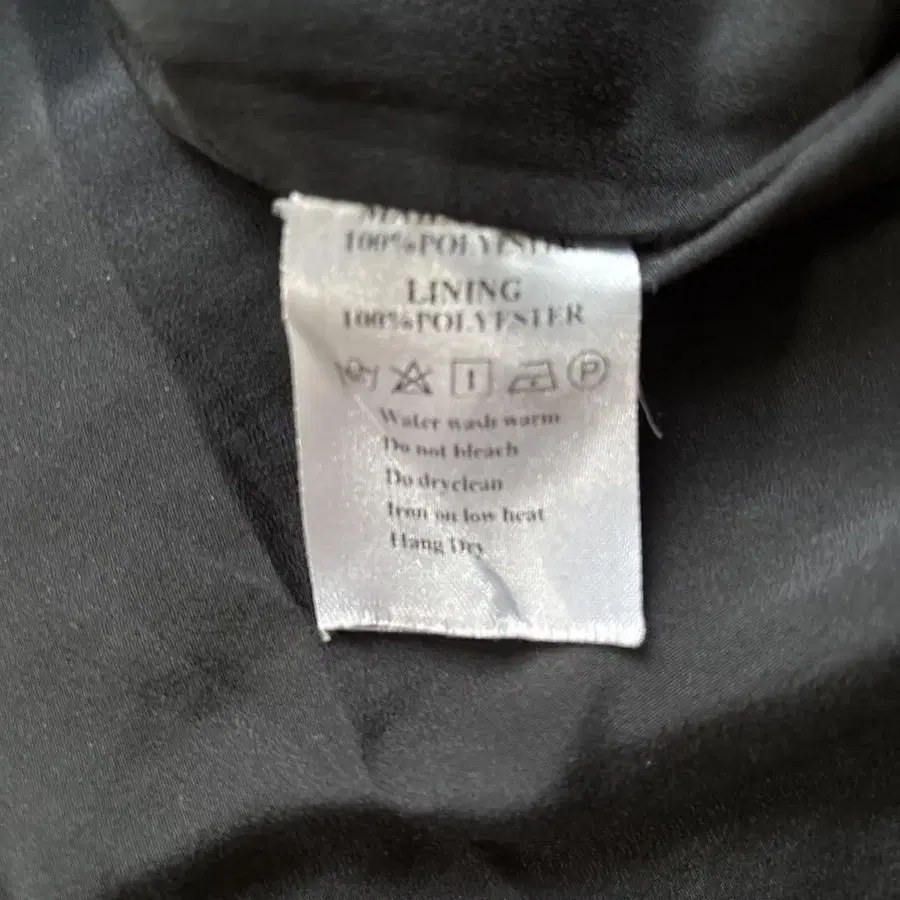 100%POLYESTER
LINING
100%POLYESTER
P
Water wash warm
Do not bleach
Do dryclean
Iron on low heat
Hang Dry